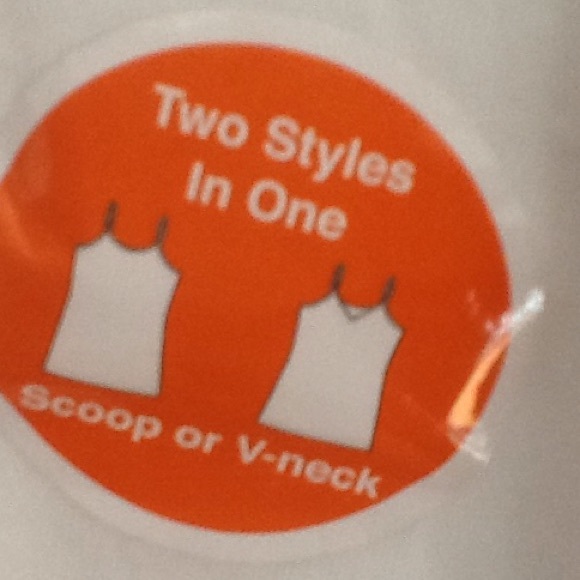 Two Styles
In One
Scoop or V-neck